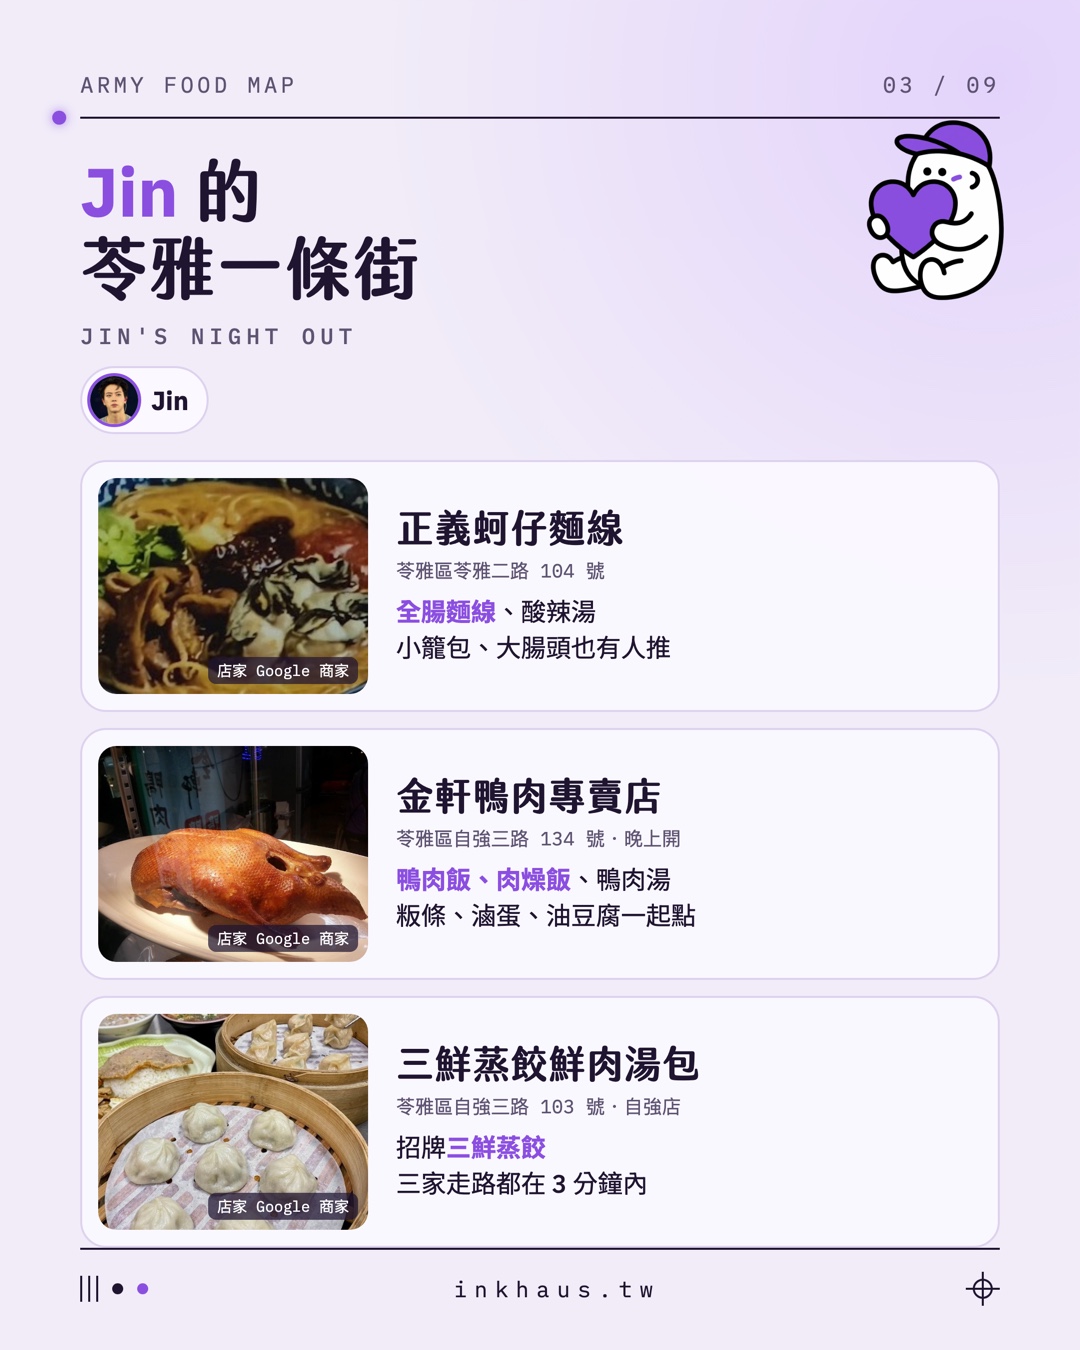 ARMY FOOD MAP
03 / 09
Jin 的
苓雅一條街
JIN'S NIGHT OUT
Jin
正義蚵仔麵線
苓雅區苓雅二路 104 號
全腸麵線、酸辣湯
小籠包、大腸頭也有人推
店家 Google 商家
金軒鴨肉專賣店
苓雅區自強三路 134 號·晚上開
鴨肉飯、肉燥飯、鴨肉湯
粄條、滷蛋、油豆腐一起點
店家 Google 商家
三鮮蒸餃鮮肉湯包
苓雅區自強三路 103 號·自強店
招牌三鮮蒸餃
三家走路都在 3 分鐘內
店家 Google 商家
inkhaus.tw